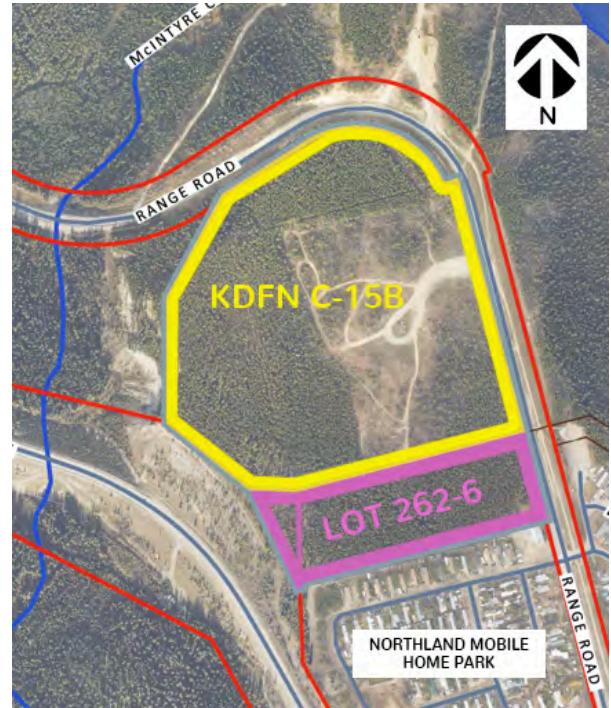 McINTYRE C
N
RANGE ROAD
KDFN C-15B
LOT 262-6
NORTHLAND MOBILE
HOME PARK
RANGE ROAD